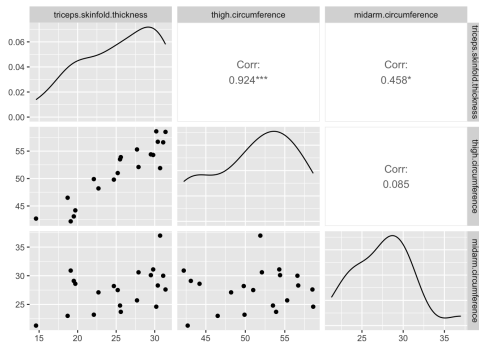 triceps.skinfold.thickness
thigh.circumference
midarm.circumference
0.06
0.04
0.02
0.00
Corr:
0.924***
Corr:
0.458*
triceps.skinfold.thickness
55
50
45
Corr:
0.085
thigh.circumference
35
30
25
midarm.circumference
15 20 25 30
45 50 55
25 30 35